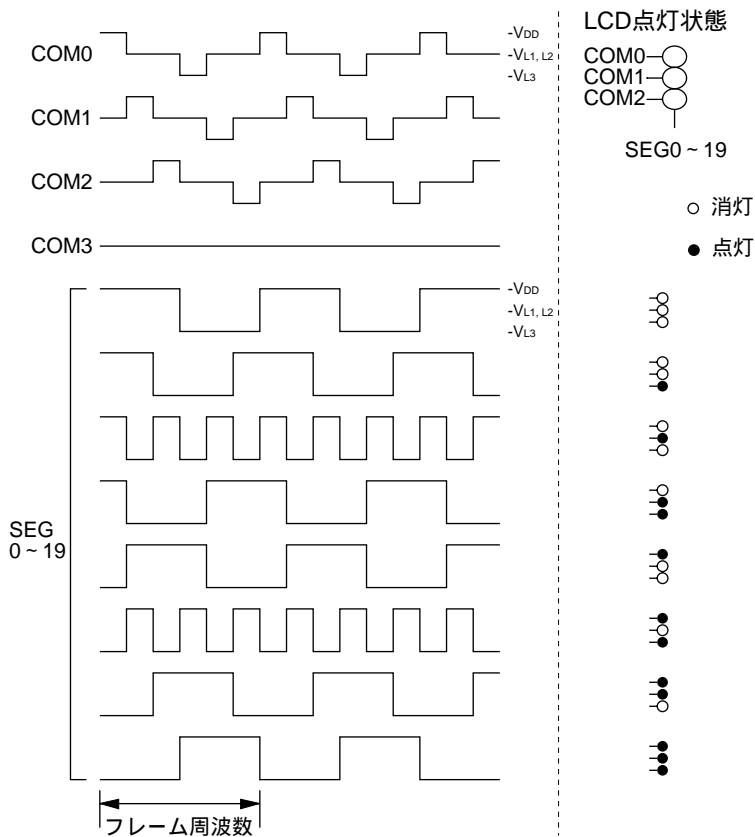 COM0
-VDD
-VL1, L2
-VL3
COM1
COM2
COM3
-VDD
-VL1, L2
-VL3
SEG
0 ~ 19
フレーム周波数
LCD点灯状態
COM0
COM1
COM2
SEG0 ~ 19
消灯
点灯